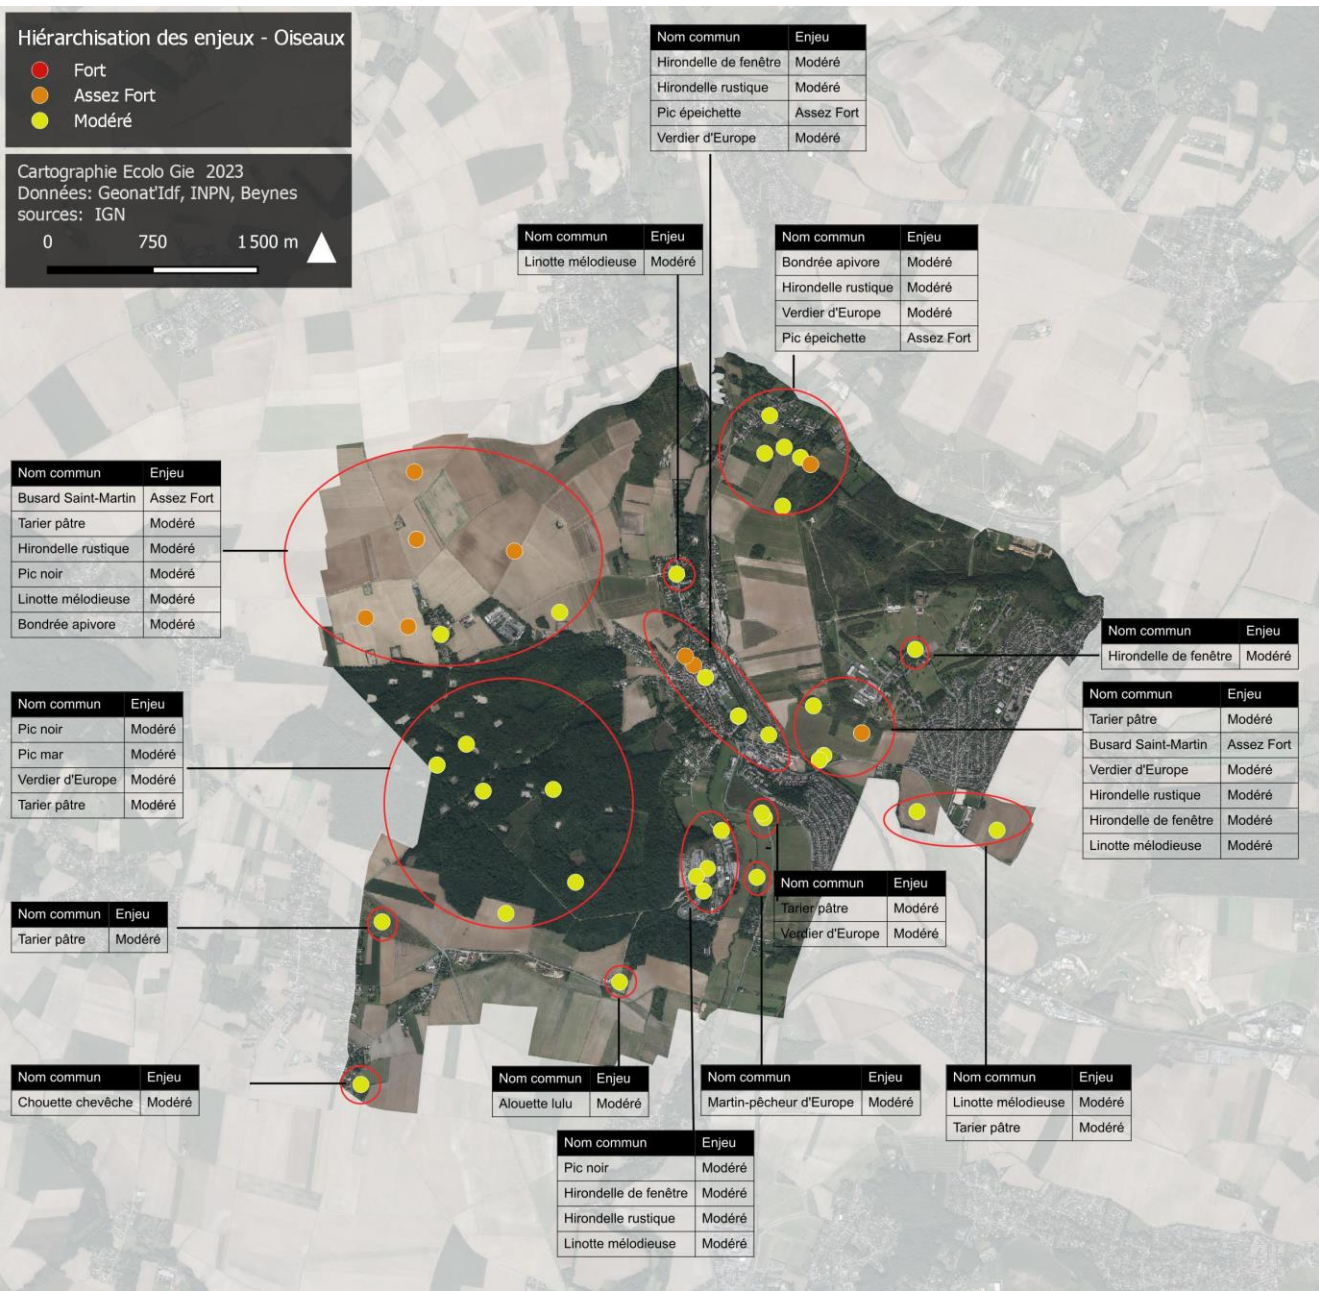 Hiérarchisation des enjeux - Oiseaux
Fort
Assez Fort
Modéré
Cartographie Ecolo Gie 2023
Données: Geonat'Idf, INPN, Beynes
sources: IGN
0 750 1 500 m
Nom commun Enjeu
Hirondelle de fenêtre Modéré
Hirondelle rustique Modéré
Pic épeichette Assez Fort
Verdier d'Europe Modéré
Nom commun Enjeu
Linotte mélodieuse Modéré
Nom commun Enjeu
Bondrée apivore Modéré
Hirondelle rustique Modéré
Verdier d'Europe Modéré
Pic épeichette Assez Fort
Nom commun Enjeu
Busard Saint-Martin Assez Fort
Tarier pâtre Modéré
Hirondelle rustique Modéré
Pic noir Modéré
Linotte mélodieuse Modéré
Bondrée apivore Modéré
Nom commun Enjeu
Hirondelle de fenêtre Modéré
Nom commun Enjeu
Tarier pâtre Modéré
Busard Saint-Martin Assez Fort
Verdier d'Europe Modéré
Hirondelle rustique Modéré
Hirondelle de fenêtre Modéré
Linotte mélodieuse Modéré
Nom commun Enjeu
Pic noir Modéré
Pic mar Modéré
Verdier d'Europe Modéré
Tarier pâtre Modéré
Nom commun Enjeu
Tarier pâtre Modéré
Verdier d'Europe Modéré
Nom commun Enjeu
Tarier pâtre Modéré
Nom commun Enjeu
Chouette chevêche Modéré
Nom commun Enjeu
Alouette lulu Modéré
Nom commun Enjeu
Martin-pêcheur d'Europe Modéré
Nom commun Enjeu
Linotte mélodieuse Modéré
Tarier pâtre Modéré
Nom commun Enjeu
Pic noir Modéré
Hirondelle de fenêtre Modéré
Hirondelle rustique Modéré
Linotte mélodieuse Modéré